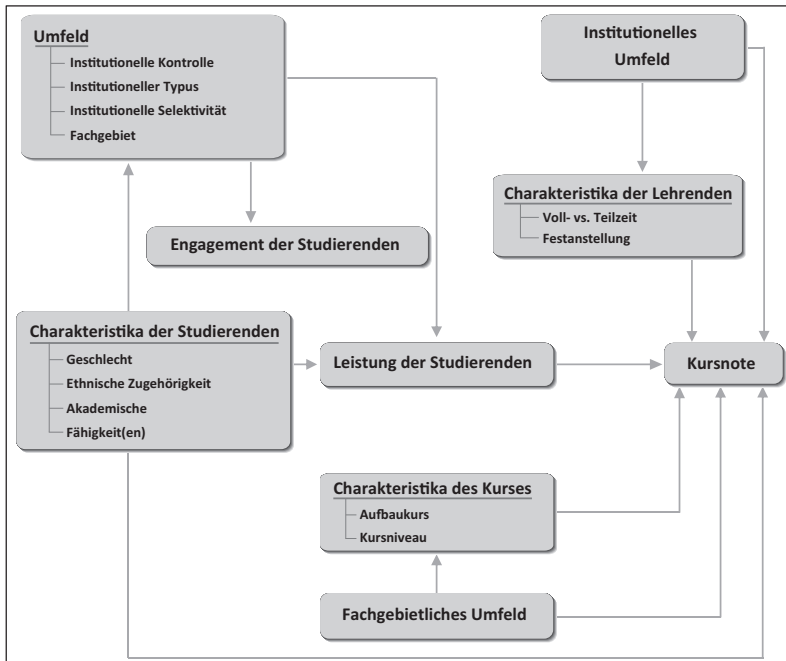 Umfeld
Institutionelle Kontrolle
Institutioneller Typus
Institutionelle Selektivität
Fachgebiet
Institutionelles
Umfeld
Charakteristika der Lehrenden
Voll- vs. Teilzeit
Festanstellung
Engagement der Studierenden
Charakteristika der Studierenden
Geschlecht
Ethnische Zugehörigkeit
Akademische
Fähigkeit(en)
Leistung der Studierenden
Kursnote
Charakteristika des Kurses
Aufbaukurs
Kursniveau
Fachgebietliches Umfeld